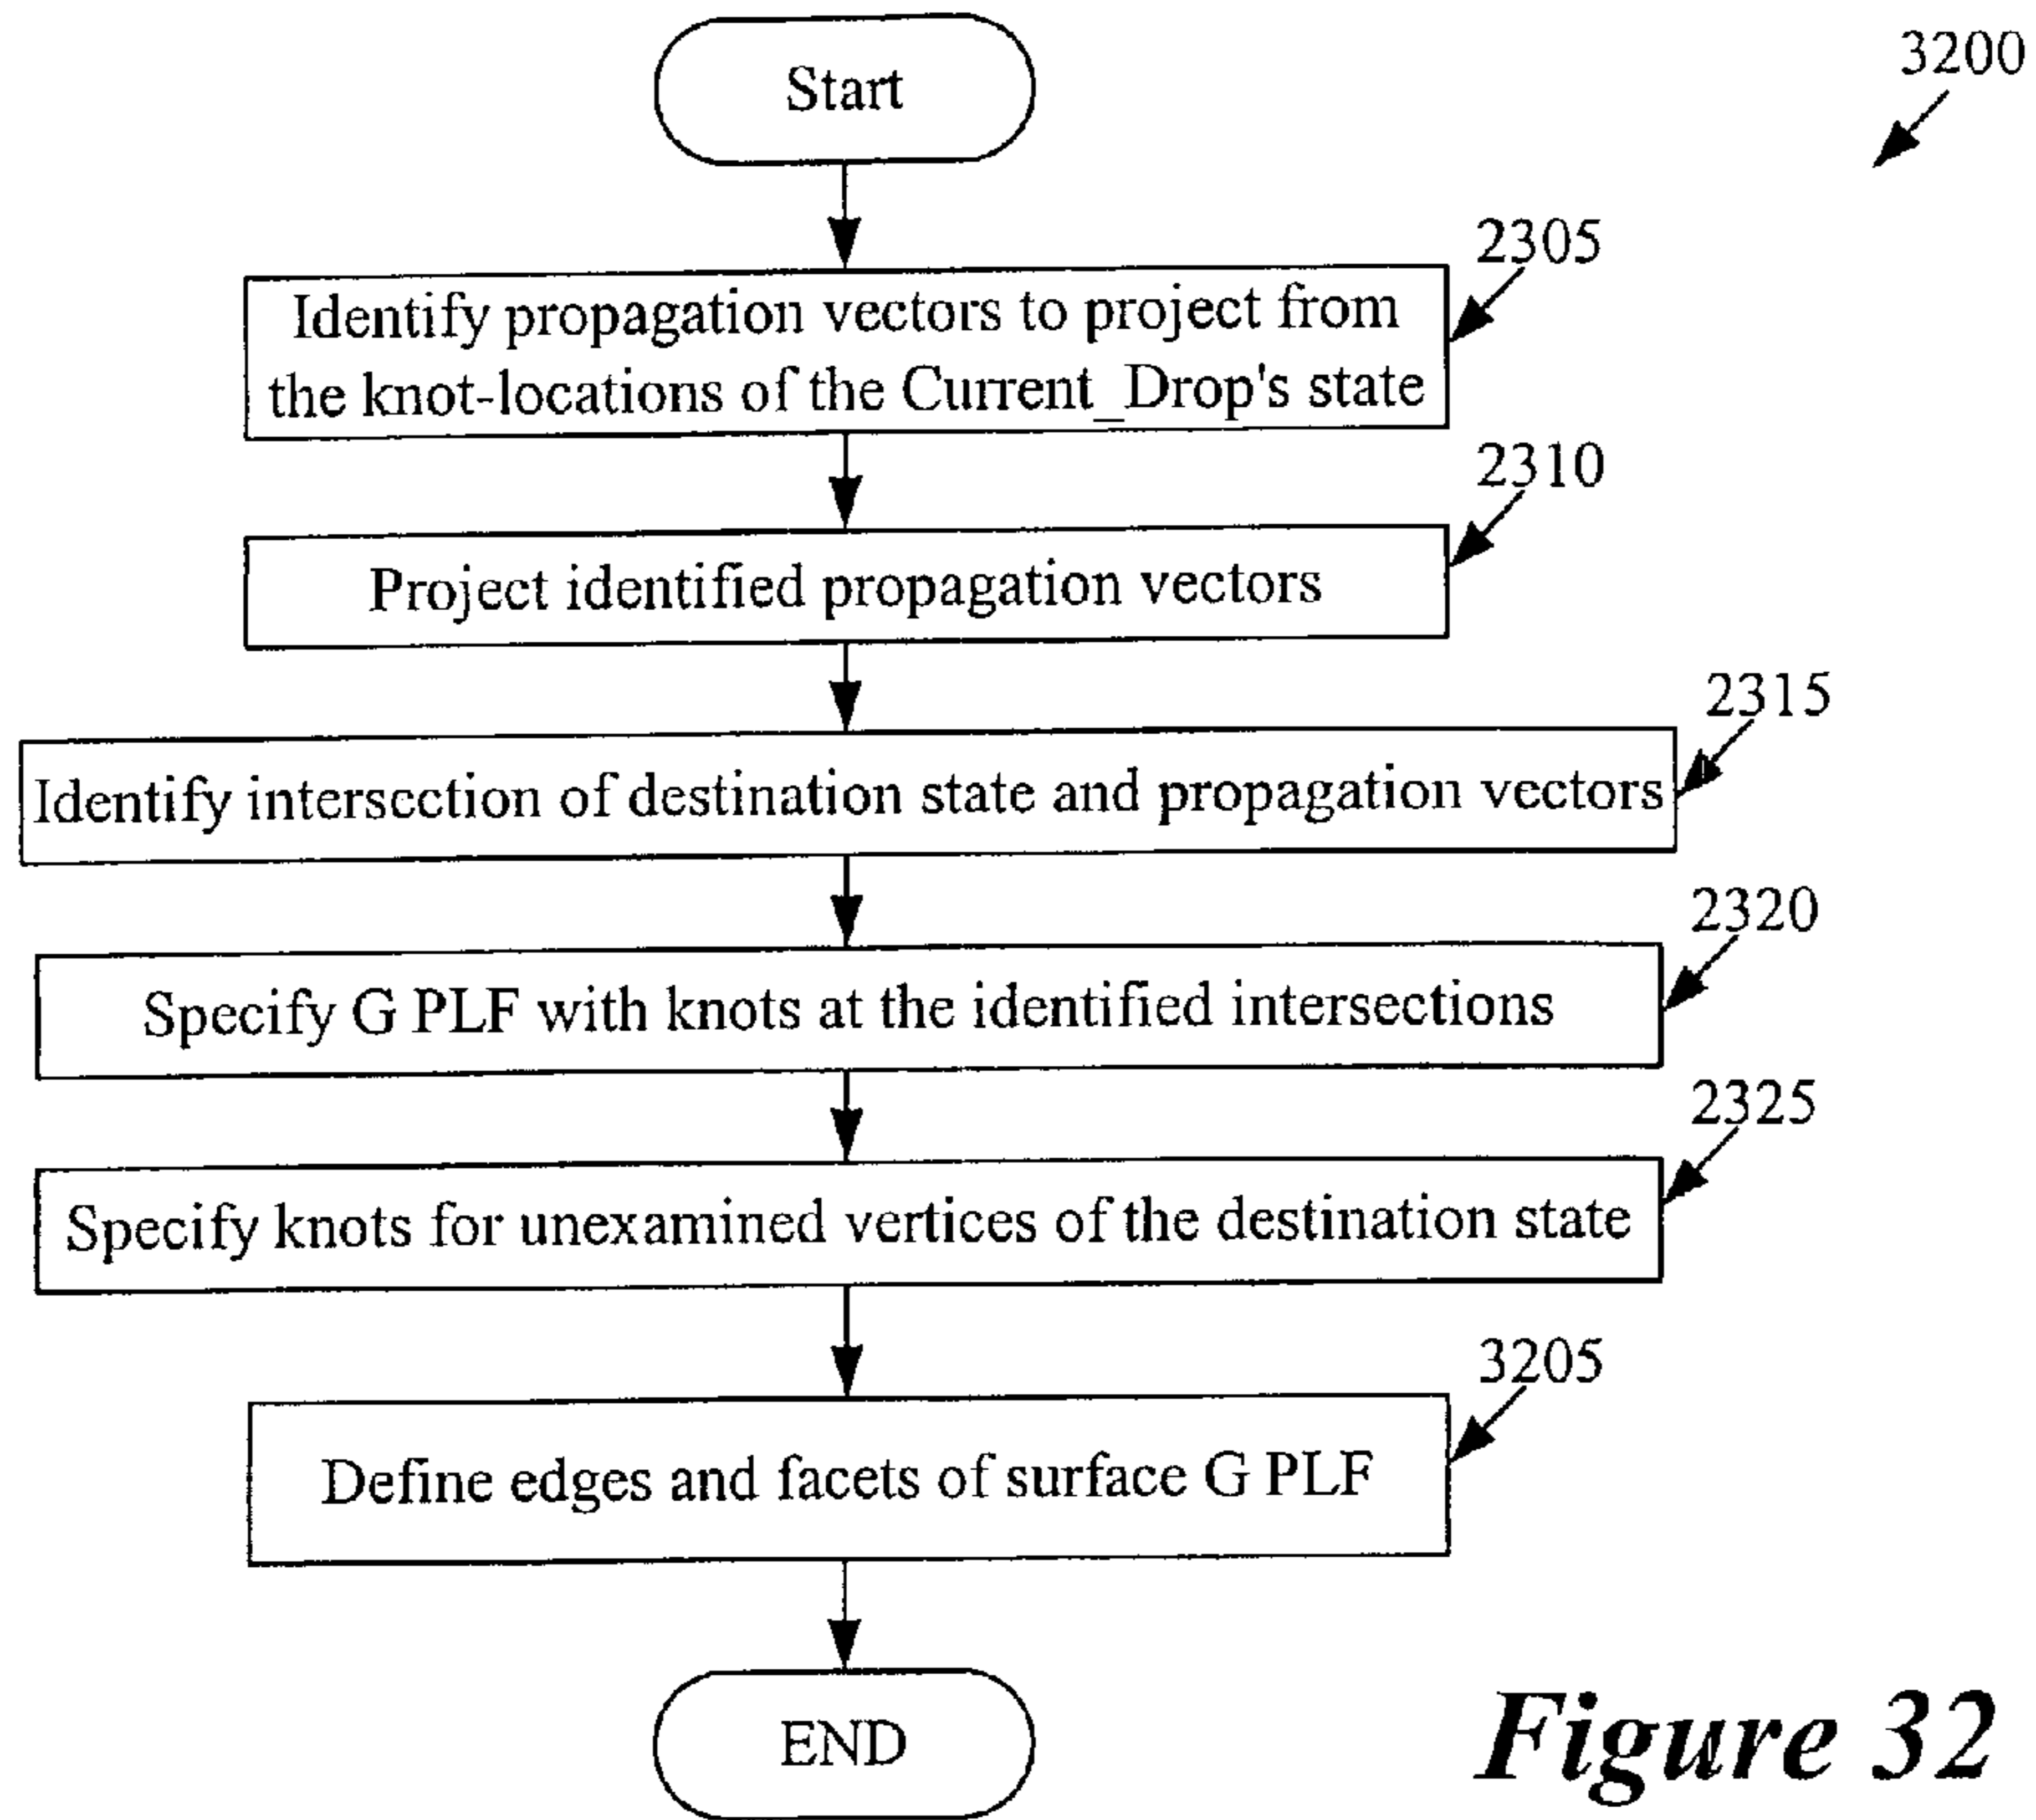 Start
3200
2305
Identify propagation vectors to project from
the knot-locations of the Current_Drop's state
2310
Project identified propagation vectors
2315
Identify intersection of destination state and propagation vectors
2320
Specify G PLF with knots at the identified intersections
2325
Specify knots for unexamined vertices of the destination state
3205
Define edges and facets of surface G PLF
END
Figure 32